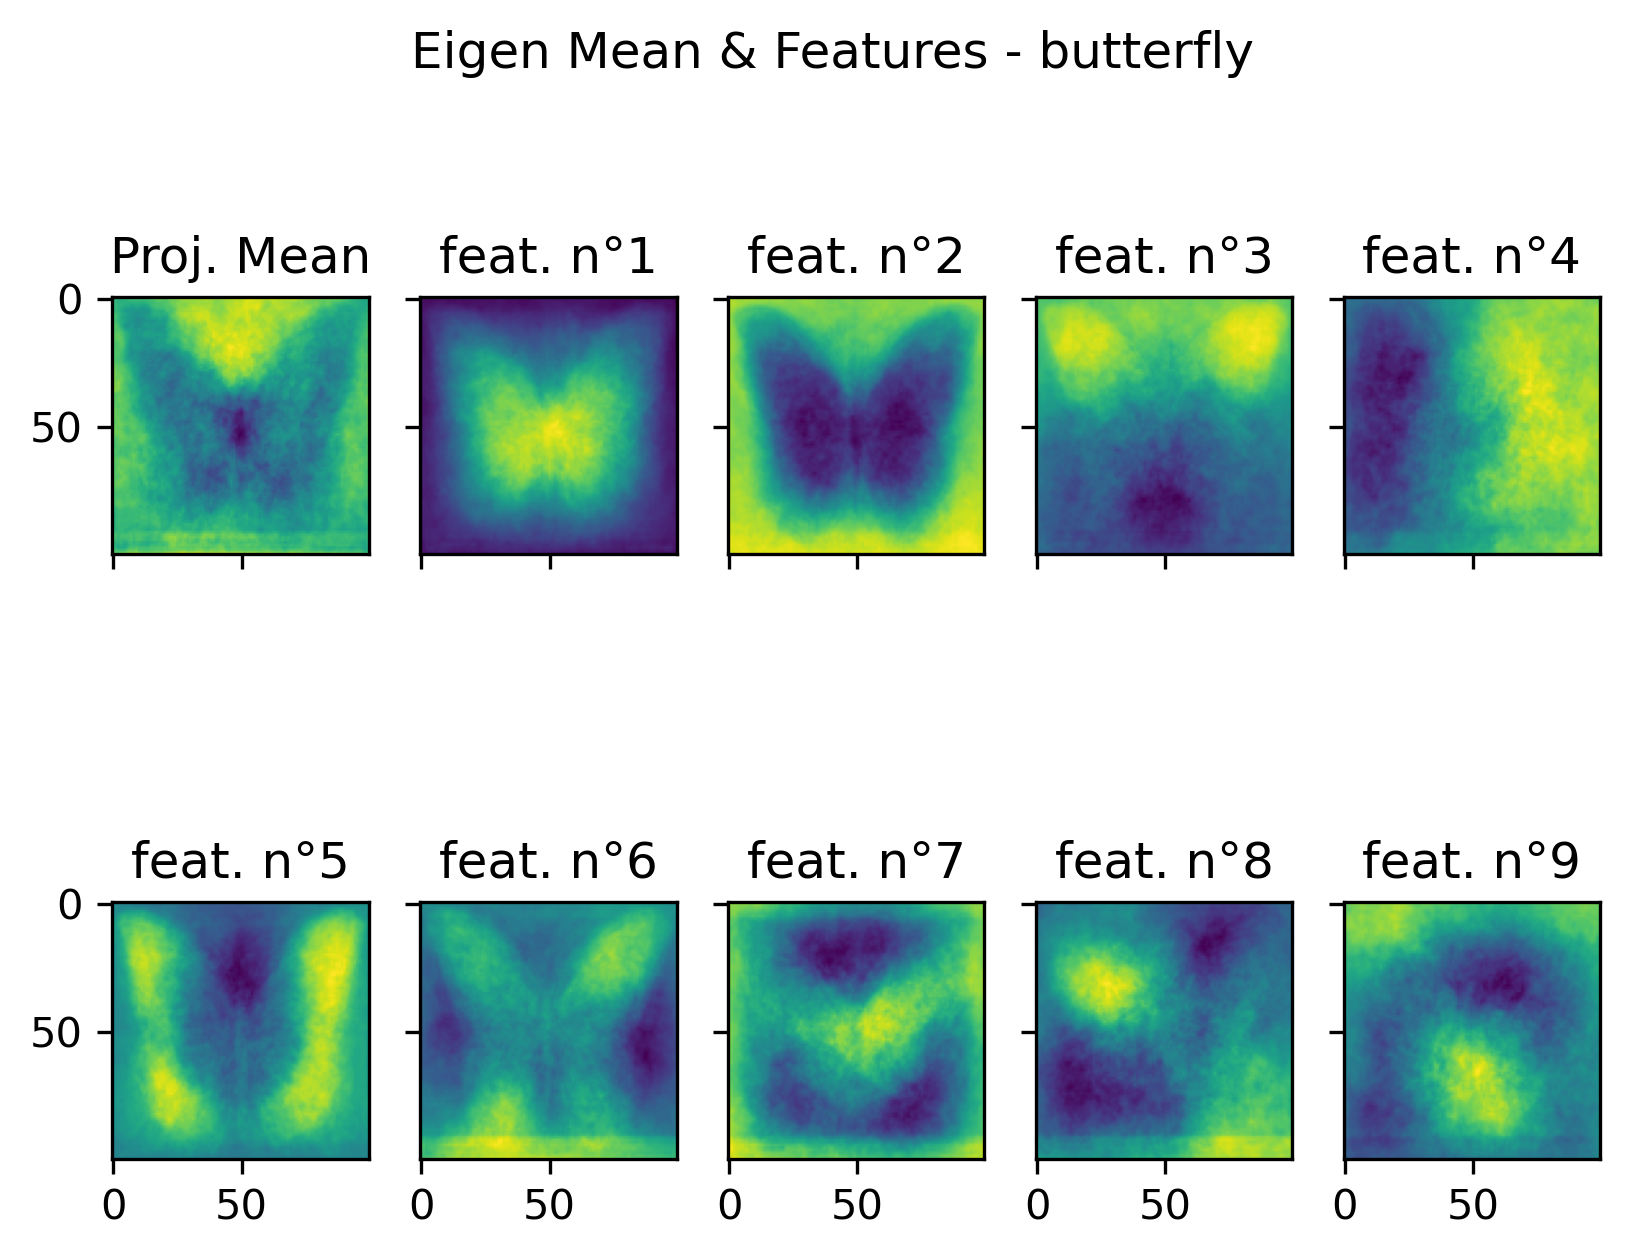 Eigen Mean & Features - butterfly
Proj. Mean feat. n°1 feat. n°2 feat. n°3 feat. n°4
0
50
feat. n°5 feat. n°6 feat. n°7 feat. n°8 feat. n°9
0
50
0 50 0 50 0 50 0 50 0 50